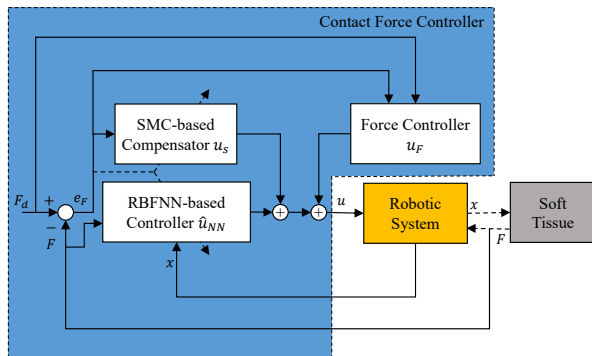 Contact Force Controller
SMC-based
Compensator u_s
Force Controller
u_F
F_d
+
e_F
−
F
RBFNN-based
Controller û_NN
+
+
u
Robotic
System
x
F
Soft
Tissue
x